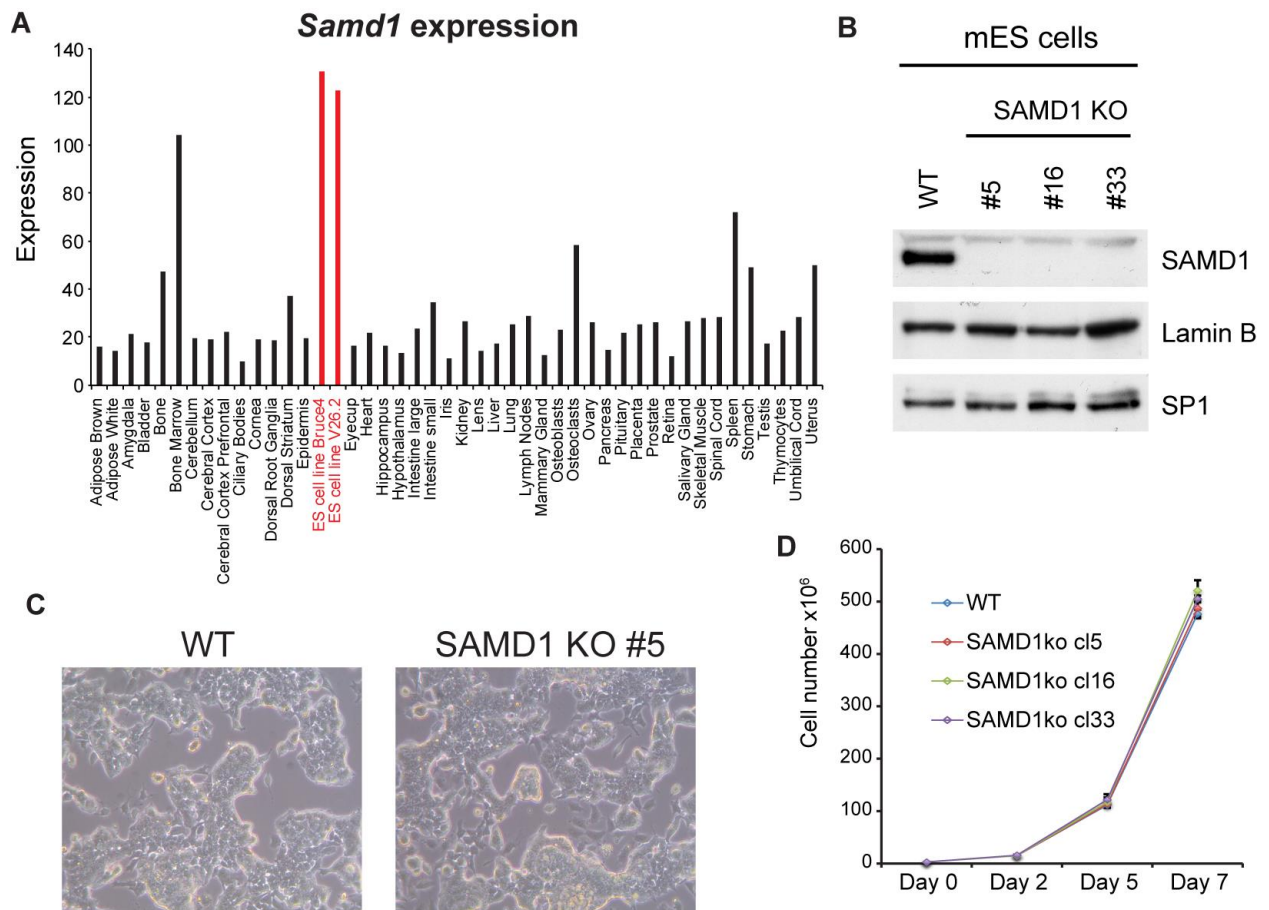 A
Samd1 expression
Expression
140
120
100
80
60
40
20
0
Adipose Brown
Adipose White
Amygdala
Bladder
Bone
Bone Marrow
Cerebellum
Cerebral Cortex
Cerebral Cortex Prefrontal
Ciliary Bodies
Cornea
Dorsal Root Ganglia
Dorsal Striatum
Epidermis
ES cell line Bruce4
ES cell line V26.2
Eyecup
Heart
Hippocampus
Hypothalamus
Intestine large
Intestine small
Iris
Kidney
Lens
Liver
Lung
Lymph Nodes
Mammary Gland
Osteoblasts
Osteoclasts
Ovary
Pancreas
Pituitary
Placenta
Prostate
Retina
Salivary Gland
Skeletal Muscle
Spinal Cord
Spleen
Stomach
Testis
Thymocytes
Umbilical Cord
Uterus
B
mES cells
SAMD1 KO
WT
#5
#16
#33
SAMD1
Lamin B
SP1
C
WT
SAMD1 KO #5
D
Cell number x10⁶
600
500
400
300
200
100
0
WT
SAMD1ko cl5
SAMD1ko cl16
SAMD1ko cl33
Day 0
Day 2
Day 5
Day 7